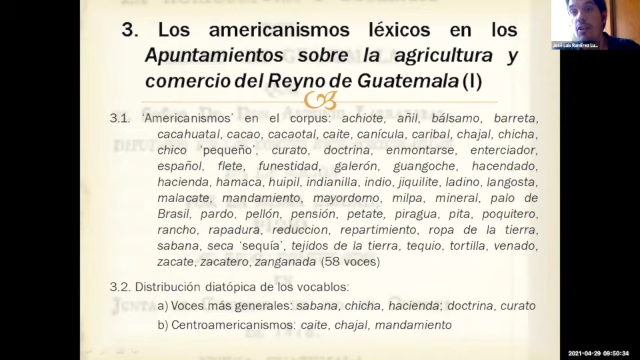 3. Los americanismos léxicos en los
Apuntamientos sobre la agricultura y
comercio del Reyno de Guatemala (I)
3.1. ‘Americanismos’ en el corpus: achiote, añil, bálsamo, barreta,
cacahuatal, cacao, cacaotal, caite, canícula, caribal, chajal, chicha,
chico ‘pequeño’, curato, doctrina, enmontarse, enterciador,
español, flete, funestidad, galerón, guangoche, hacendado,
hacienda, hamaca, huipil, indianilla, indio, jiquilite, ladino, langosta,
malacate, mandamiento, mayordomo, milpa, mineral, palo de
Brasil, pardo, pellón, pensión, petate, piragua, pita, poquitero,
rancho, rapadura, reduccion, repartimiento, ropa de la tierra,
sabana, seca ‘sequía’, tejidos de la tierra, tequio, tortilla, venado,
zacate, zacatero, zanganada (58 voces)
3.2. Distribución diatópica de los vocablos:
a) Voces más generales: sabana, chicha, hacienda, doctrina, curato
b) Centroamericanismos: caite, chajal, mandamiento
José Luis Ramírez Lu...
2021-04-29 09:50:34